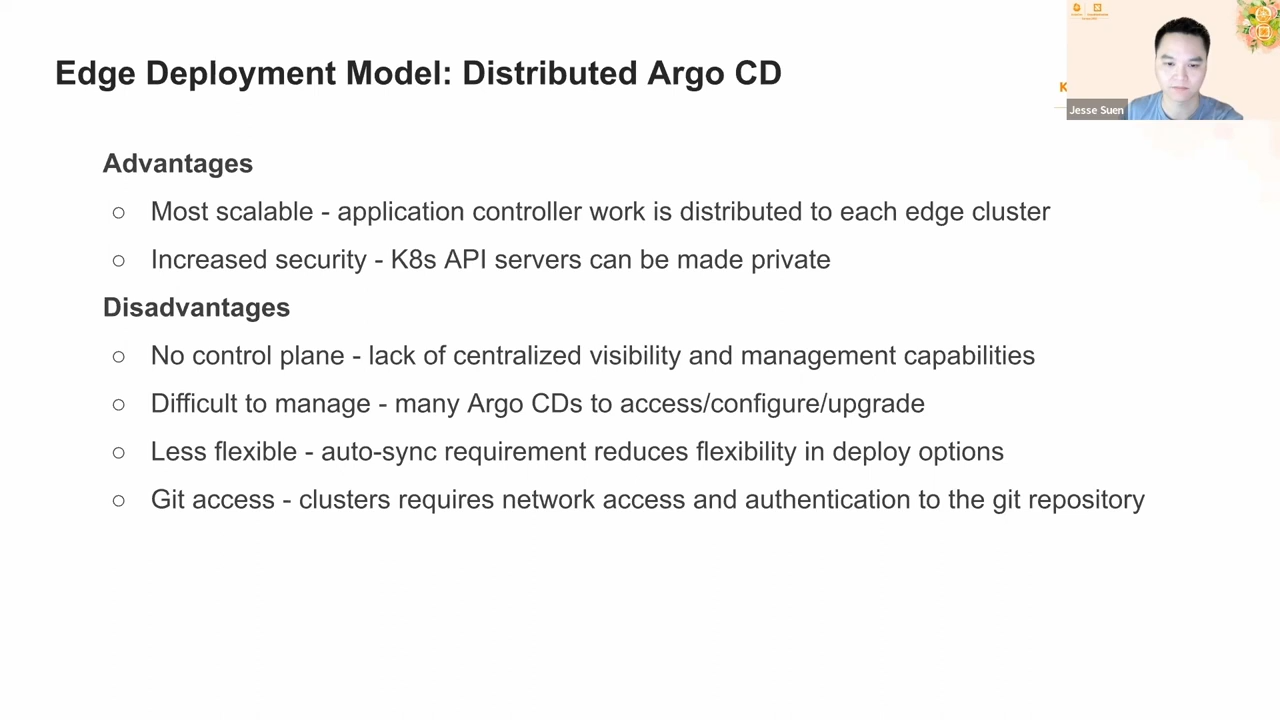 Edge Deployment Model: Distributed Argo CD
K
Jesse Suen
Advantages
○ Most scalable - application controller work is distributed to each edge cluster
○ Increased security - K8s API servers can be made private
Disadvantages
○ No control plane - lack of centralized visibility and management capabilities
○ Difficult to manage - many Argo CDs to access/configure/upgrade
○ Less flexible - auto-sync requirement reduces flexibility in deploy options
○ Git access - clusters requires network access and authentication to the git repository